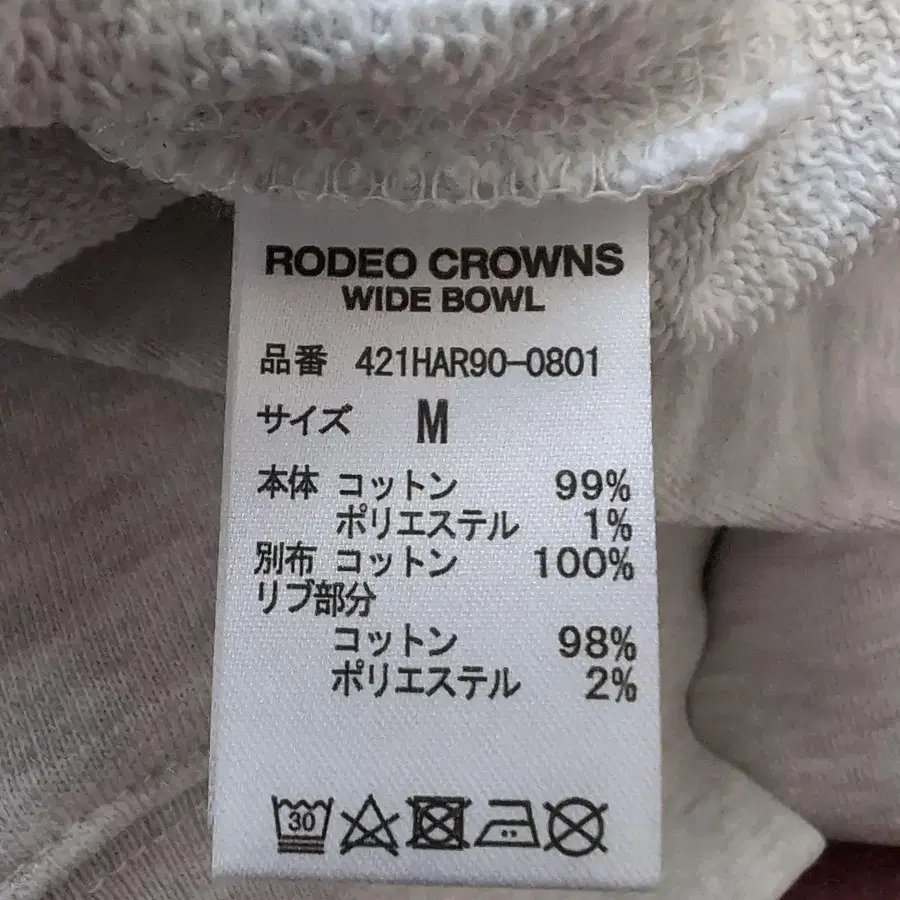 RODEO CROWNS
WIDE BOWL
品番 421HAR90-0801
サイズ M
本体 コットン 99%
ポリエステル 1%
別布 コットン 100%
リブ部分
コットン 98%
ポリエステル 2%
30